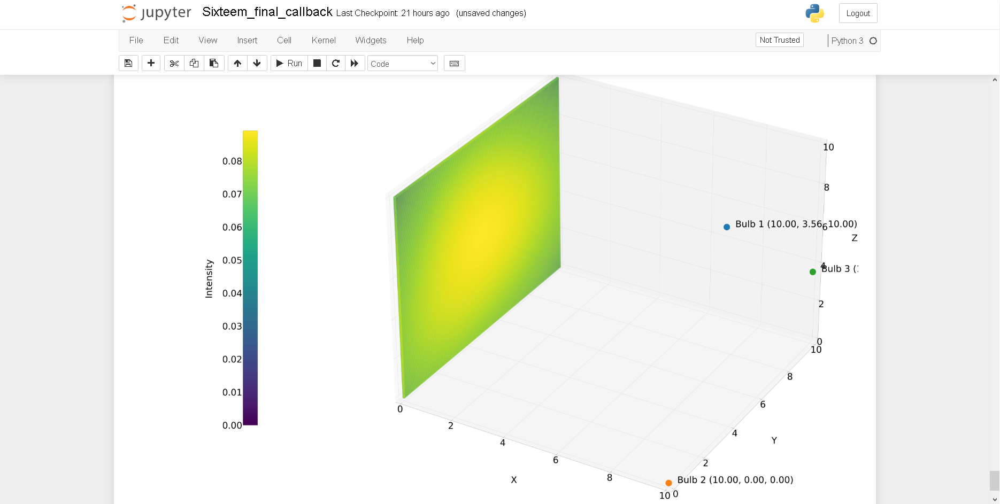 jupyter Sixteem_final_callback Last Checkpoint: 21 hours ago (unsaved changes) Logout
File Edit View Insert Cell Kernel Widgets Help Not Trusted Python 3
Run Code
0.08
0.07
0.06
0.05
0.04
0.03
0.02
0.01
0.00
Intensity
10
8
6
4
2
0
Z
Bulb 1 (10.00, 3.56, 10.00)
Bulb 3 (
10
8
6
4
2
0
Y
0
2
4
6
8
10
X
Bulb 2 (10.00, 0.00, 0.00)